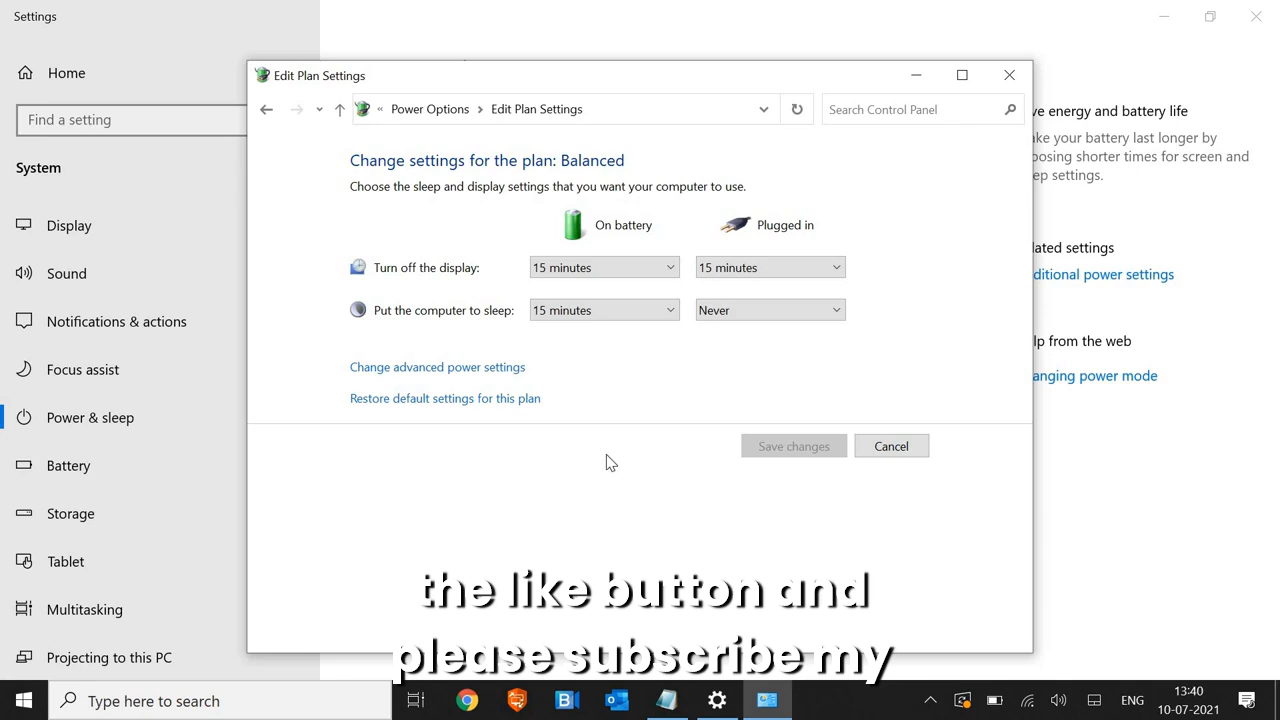 Settings
Home
Find a setting
System
Display
Sound
Notifications & actions
Focus assist
Power & sleep
Battery
Storage
Tablet
Multitasking
Projecting to this PC
Edit Plan Settings
« Power Options > Edit Plan Settings
Search Control Panel
Change settings for the plan: Balanced
Choose the sleep and display settings that you want your computer to use.
On battery
Plugged in
Turn off the display: 15 minutes 15 minutes
Put the computer to sleep: 15 minutes Never
Change advanced power settings
Restore default settings for this plan
Save changes
Cancel
ve energy and battery life
ake your battery last longer by
oosing shorter times for screen and
ep settings.
lated settings
ditional power settings
lp from the web
anging power mode
the like button and
please subscribe my
Type here to search
ENG
13:40
10-07-2021